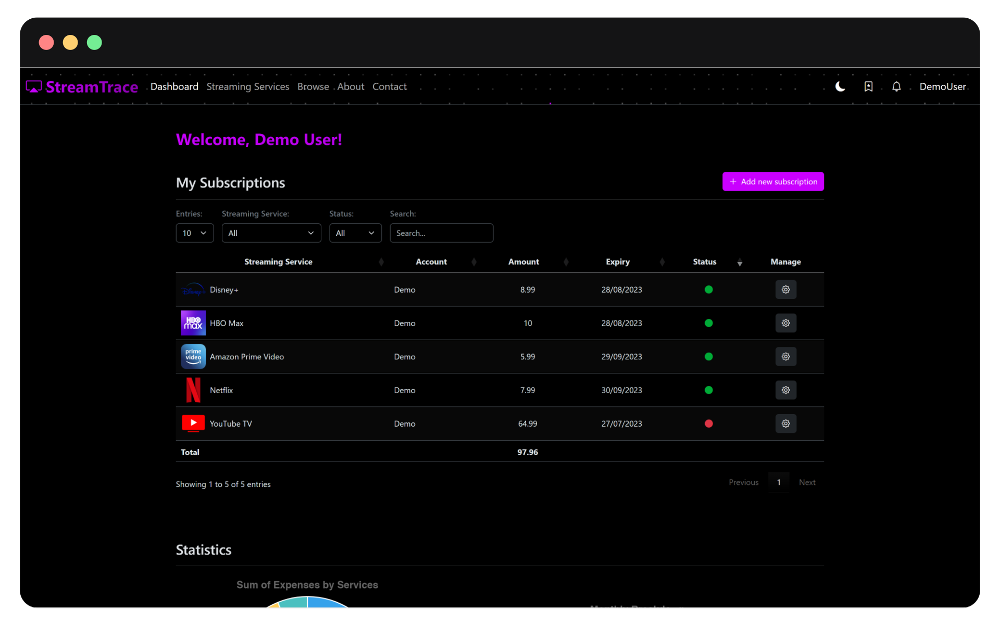 StreamTrace Dashboard Streaming Services Browse About Contact DemoUser
Welcome, Demo User!
My Subscriptions + Add new subscription
Entries: Streaming Service: Status: Search:
10 All All Search...
Streaming Service Account Amount Expiry Status Manage
Disney+ Disney+ Demo 8.99 28/08/2023
HBO max HBO Max Demo 10 28/08/2023
prime video Amazon Prime Video Demo 5.99 29/09/2023
Netflix Demo 7.99 30/09/2023
YouTube TV Demo 64.99 27/07/2023
Total 97.96
Showing 1 to 5 of 5 entries Previous 1 Next
Statistics
Sum of Expenses by Services